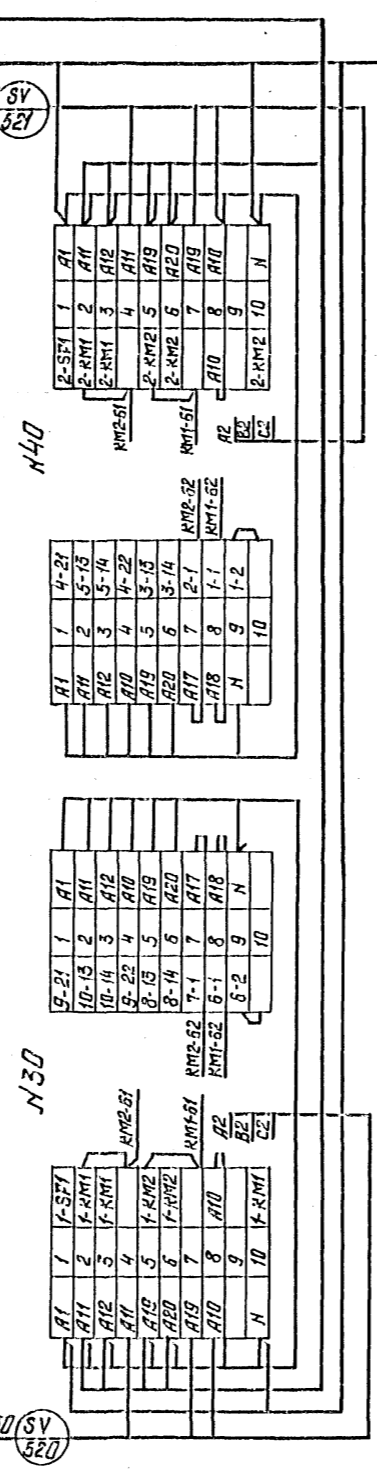 SV
521
2-SF1 1 A1
2-KM1 2 A11
2-KM1 3 A12
4 A11
2-KM2 5 A19
2-KM2 6 A20
7 A19
A10 8 A10
9
2-KM2 10 N
KM2-61
KM1-61
A2
B2
C2
N40
KM2-62
KM1-62
A1 1 4-21
A11 2 5-13
A12 3 5-14
A10 4 4-22
A19 5 3-13
A20 6 3-14
A17 7 2-1
A18 8 1-1
N 9 1-2
10
9-21 1 A1
10-13 2 A11
10-14 3 A12
9-22 4 A10
8-13 5 A19
8-14 6 A20
7-1 7 A17
6-1 8 A18
6-2 9 N
10
KM2-62
KM1-62
N30
KM2-61
KM1-61
A2
B2
C2
A1 1 1-SF1
A11 2 1-KM1
A12 3 1-KM1
A11 4
A19 5 1-KM2
A20 6 1-KM2
A19 7
A10 8 A10
9
N 10 1-KM1
SV
520